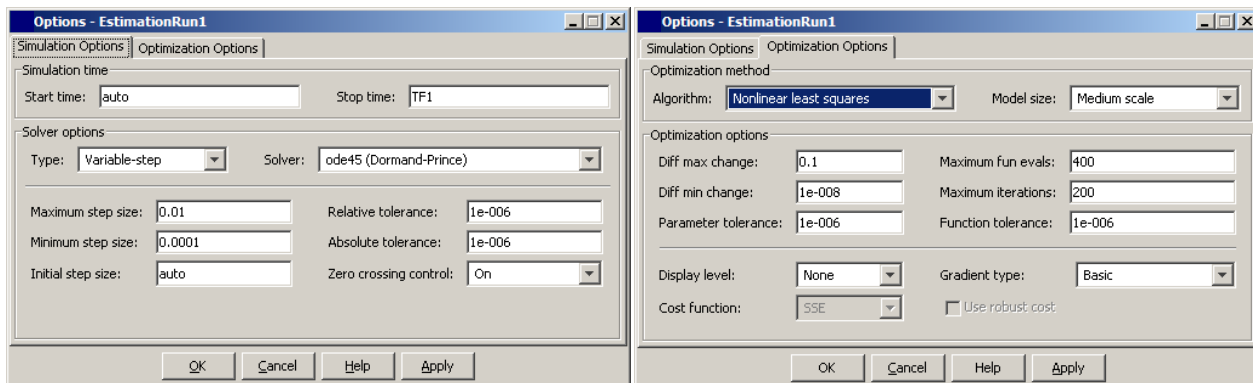 Options - EstimationRun1
Simulation Options Optimization Options
Simulation time
Start time: auto Stop time: TF1
Solver options
Type: Variable-step Solver: ode45 (Dormand-Prince)
Maximum step size: 0.01 Relative tolerance: 1e-006
Minimum step size: 0.0001 Absolute tolerance: 1e-006
Initial step size: auto Zero crossing control: On
OK Cancel Help Apply
Options - EstimationRun1
Simulation Options Optimization Options
Optimization method
Algorithm: Nonlinear least squares Model size: Medium scale
Optimization options
Diff max change: 0.1 Maximum fun evals: 400
Diff min change: 1e-008 Maximum iterations: 200
Parameter tolerance: 1e-006 Function tolerance: 1e-006
Display level: None Gradient type: Basic
Cost function: SSE Use robust cost
OK Cancel Help Apply